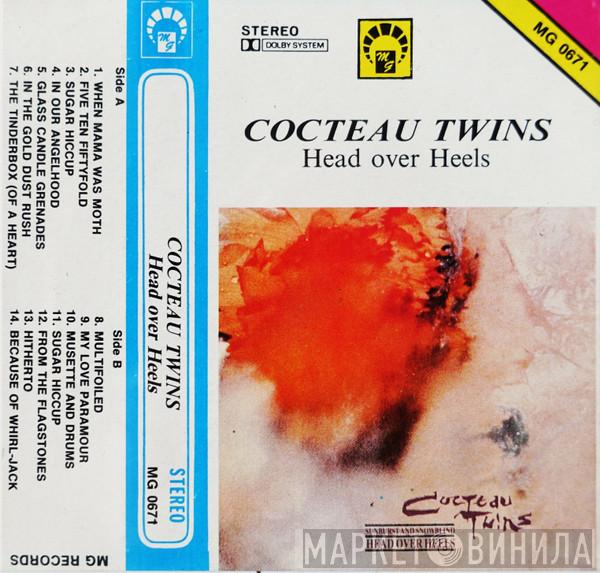 Side A
1. WHEN MAMA WAS MOTH
2. FIVE TEN FIFTYFOLD
3. SUGAR HICCUP
4. IN OUR ANGELHOOD
5. GLASS CANDLE GRENADES
6. IN THE GOLD DUST RUSH
7. THE TINDERBOX (OF A HEART)
Side B
8. MULTIFOILED
9. MY LOVE PARAMOUR
10. MUSETTE AND DRUMS
11. SUGAR HICCUP
12. FROM THE FLAGSTONES
13. HITHERTO
14. BECAUSE OF WHIRL-JACK
MG RECORDS
COCTEAU TWINS
Head over Heels
STEREO
MG 0671
STEREO
DOLBY SYSTEM
MG
MG 0671
COCTEAU TWINS
Head over Heels
Cocteau
Twins
SUNBURST AND SNOWBLIND
HEAD OVER HEELS
МАРКЕТ ВИНИЛА